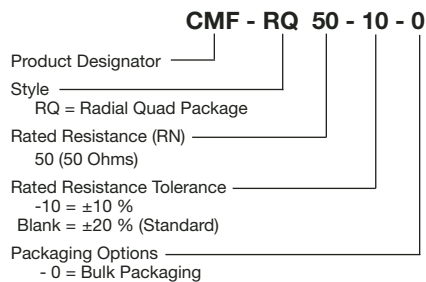 CMF - RQ 50 - 10 - 0
Product Designator
Style
RQ = Radial Quad Package
Rated Resistance (RN)
50 (50 Ohms)
Rated Resistance Tolerance
-10 = ±10 %
Blank = ±20 % (Standard)
Packaging Options
- 0 = Bulk Packaging